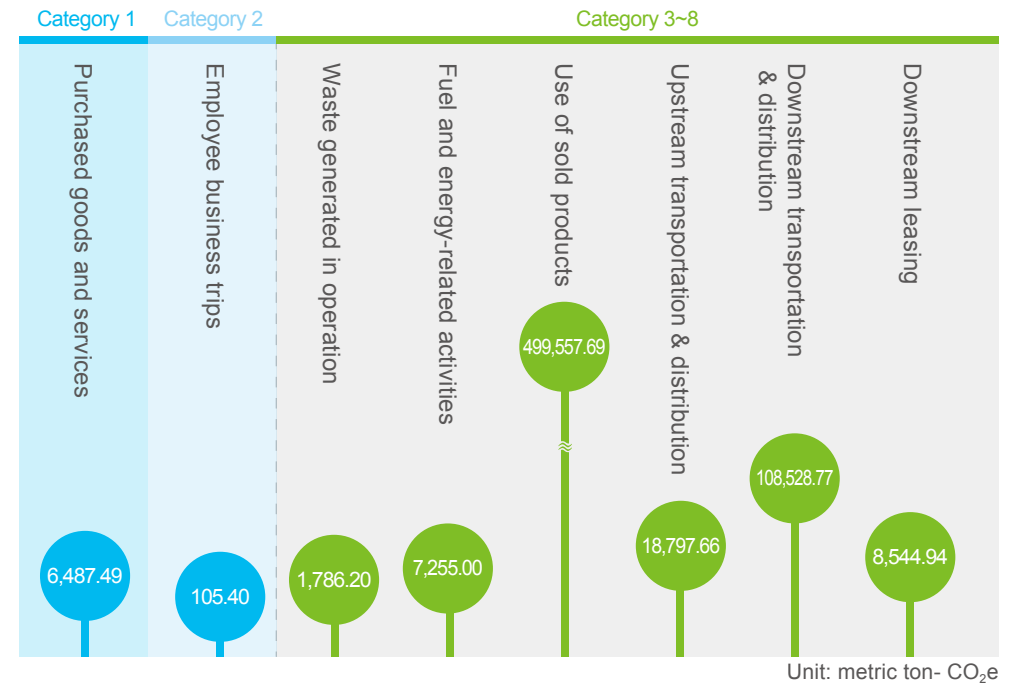 Category 1
Category 2
Category 3~8
Purchased goods and services
Employee business trips
Waste generated in operation
Fuel and energy-related activities
Use of sold products
Upstream transportation & distribution
Downstream transportation
& distribution
Downstream leasing
6,487.49
105.40
1,786.20
7,255.00
499,557.69
18,797.66
108,528.77
8,544.94
Unit: metric ton- CO₂e